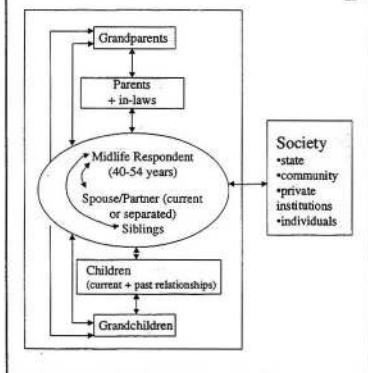 Grandparents
Parents
+ in-laws
Midlife Respondent
(40-54 years)
Spouse/Partner (current
or separated)
Siblings
Children
(current + past relationships)
Grandchildren
Society
•state
•community
•private
institutions
•individuals